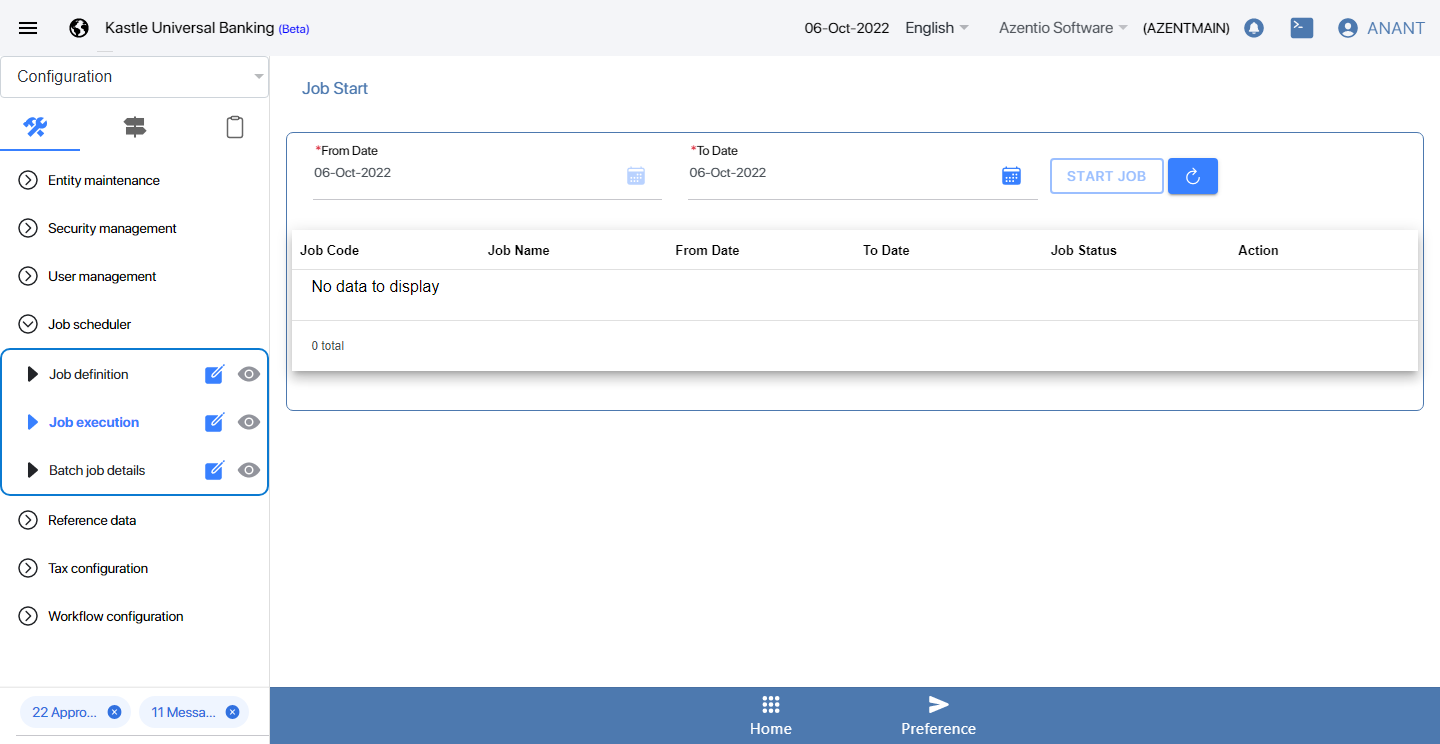 Kastle Universal Banking (Beta)
06-Oct-2022 English Azentio Software (AZENTMAIN) ANANT
Configuration
Entity maintenance
Security management
User management
Job scheduler
Job definition
Job execution
Batch job details
Reference data
Tax configuration
Workflow configuration
22 Appro... 11 Messa...
Job Start
*From Date *To Date
06-Oct-2022 06-Oct-2022
START JOB
Job Code Job Name From Date To Date Job Status Action
No data to display
0 total
Home Preference